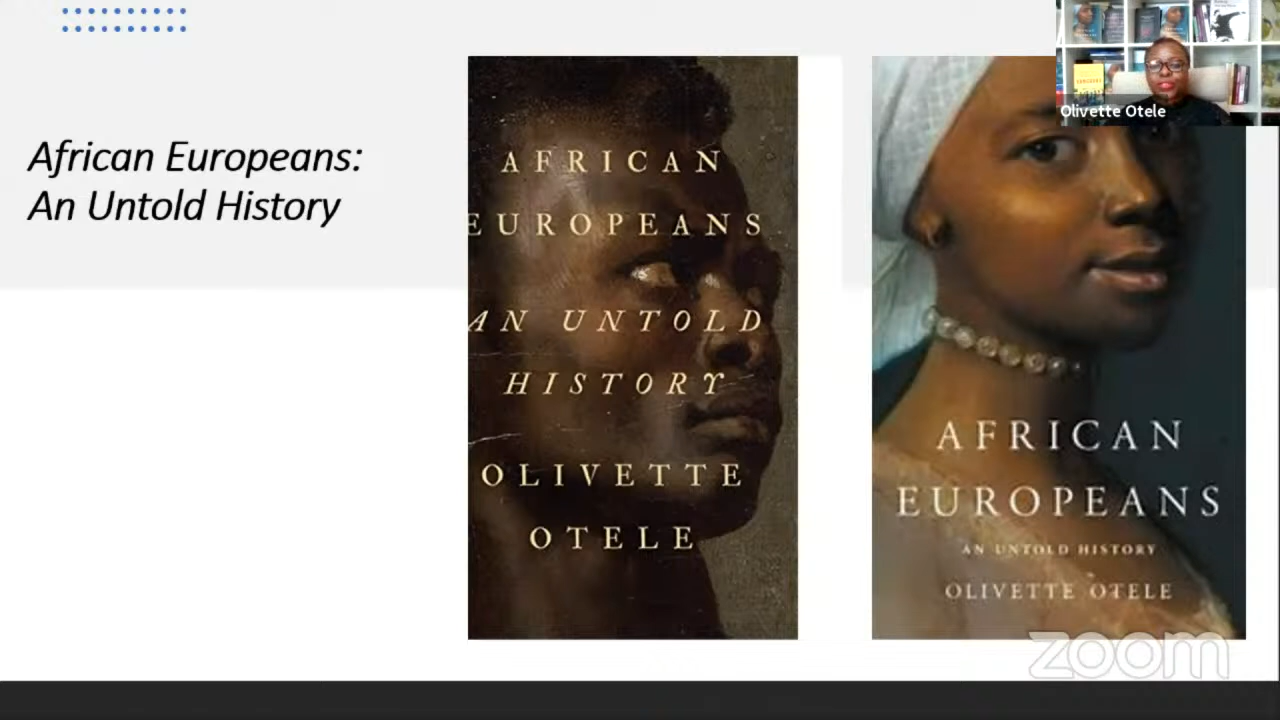 African Europeans:
An Untold History
AFRICAN
EUROPEANS
AN UNTOLD
HISTORY
OLIVETTE
OTELE
AFRICAN
EUROPEANS
AN UNTOLD HISTORY
OLIVETTE OTELE
Olivette Otele
zoom